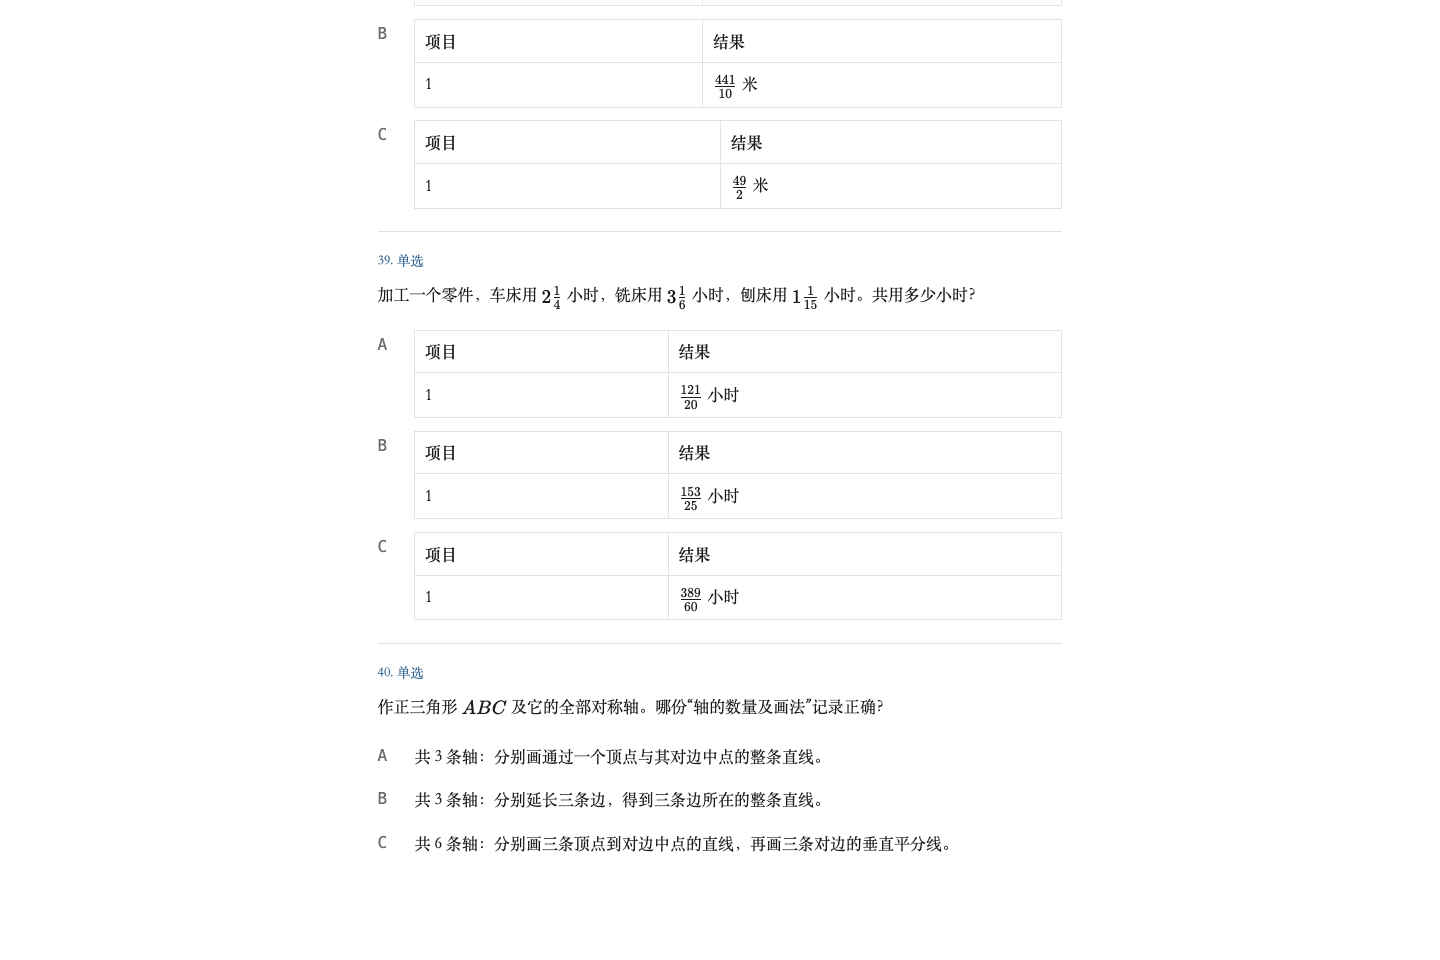 B
项目 结果
1 $\frac{441}{10}$ 米
C
项目 结果
1 $\frac{49}{2}$ 米
39. 单选
加工一个零件，车床用 $2\frac{1}{4}$ 小时，铣床用 $3\frac{1}{6}$ 小时，刨床用 $1\frac{1}{15}$ 小时。共用多少小时？
A
项目 结果
1 $\frac{121}{20}$ 小时
B
项目 结果
1 $\frac{153}{25}$ 小时
C
项目 结果
1 $\frac{389}{60}$ 小时
40. 单选
作正三角形 $ABC$ 及它的全部对称轴。哪份“轴的数量及画法”记录正确？
A 共 3 条轴：分别画通过一个顶点与其对边中点的整条直线。
B 共 3 条轴：分别延长三条边，得到三条边所在的整条直线。
C 共 6 条轴：分别画三条顶点到对边中点的直线，再画三条对边的垂直平分线。